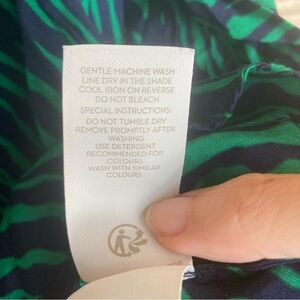 GENTLE MACHINE WASH
LINE DRY IN THE SHADE
COOL IRON ON REVERSE
DO NOT BLEACH
SPECIAL INSTRUCTIONS:
DO NOT TUMBLE DRY
REMOVE PROMPTLY AFTER
WASHING
USE DETERGENT
RECOMMENDED FOR
COLOURS
WASH WITH SIMILAR
COLOURS